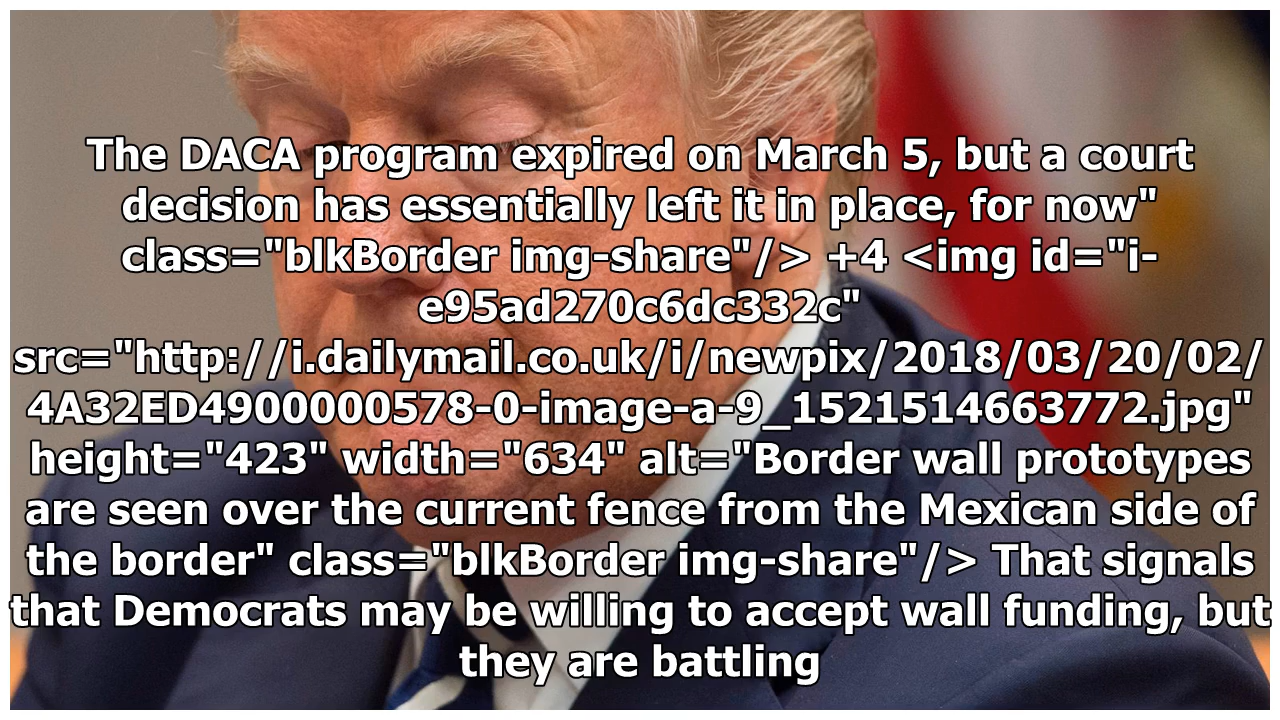 The DACA program expired on March 5, but a court
decision has essentially left it in place, for now"
class="blkBorder img-share"/> +4 <img id="i-
e95ad270c6dc332c"
src="http://i.dailymail.co.uk/i/newpix/2018/03/20/02/
4A32ED4900000578-0-image-a-9_1521514663772.jpg"
height="423" width="634" alt="Border wall prototypes
are seen over the current fence from the Mexican side of
the border" class="blkBorder img-share"/> That signals
that Democrats may be willing to accept wall funding, but
they are battling